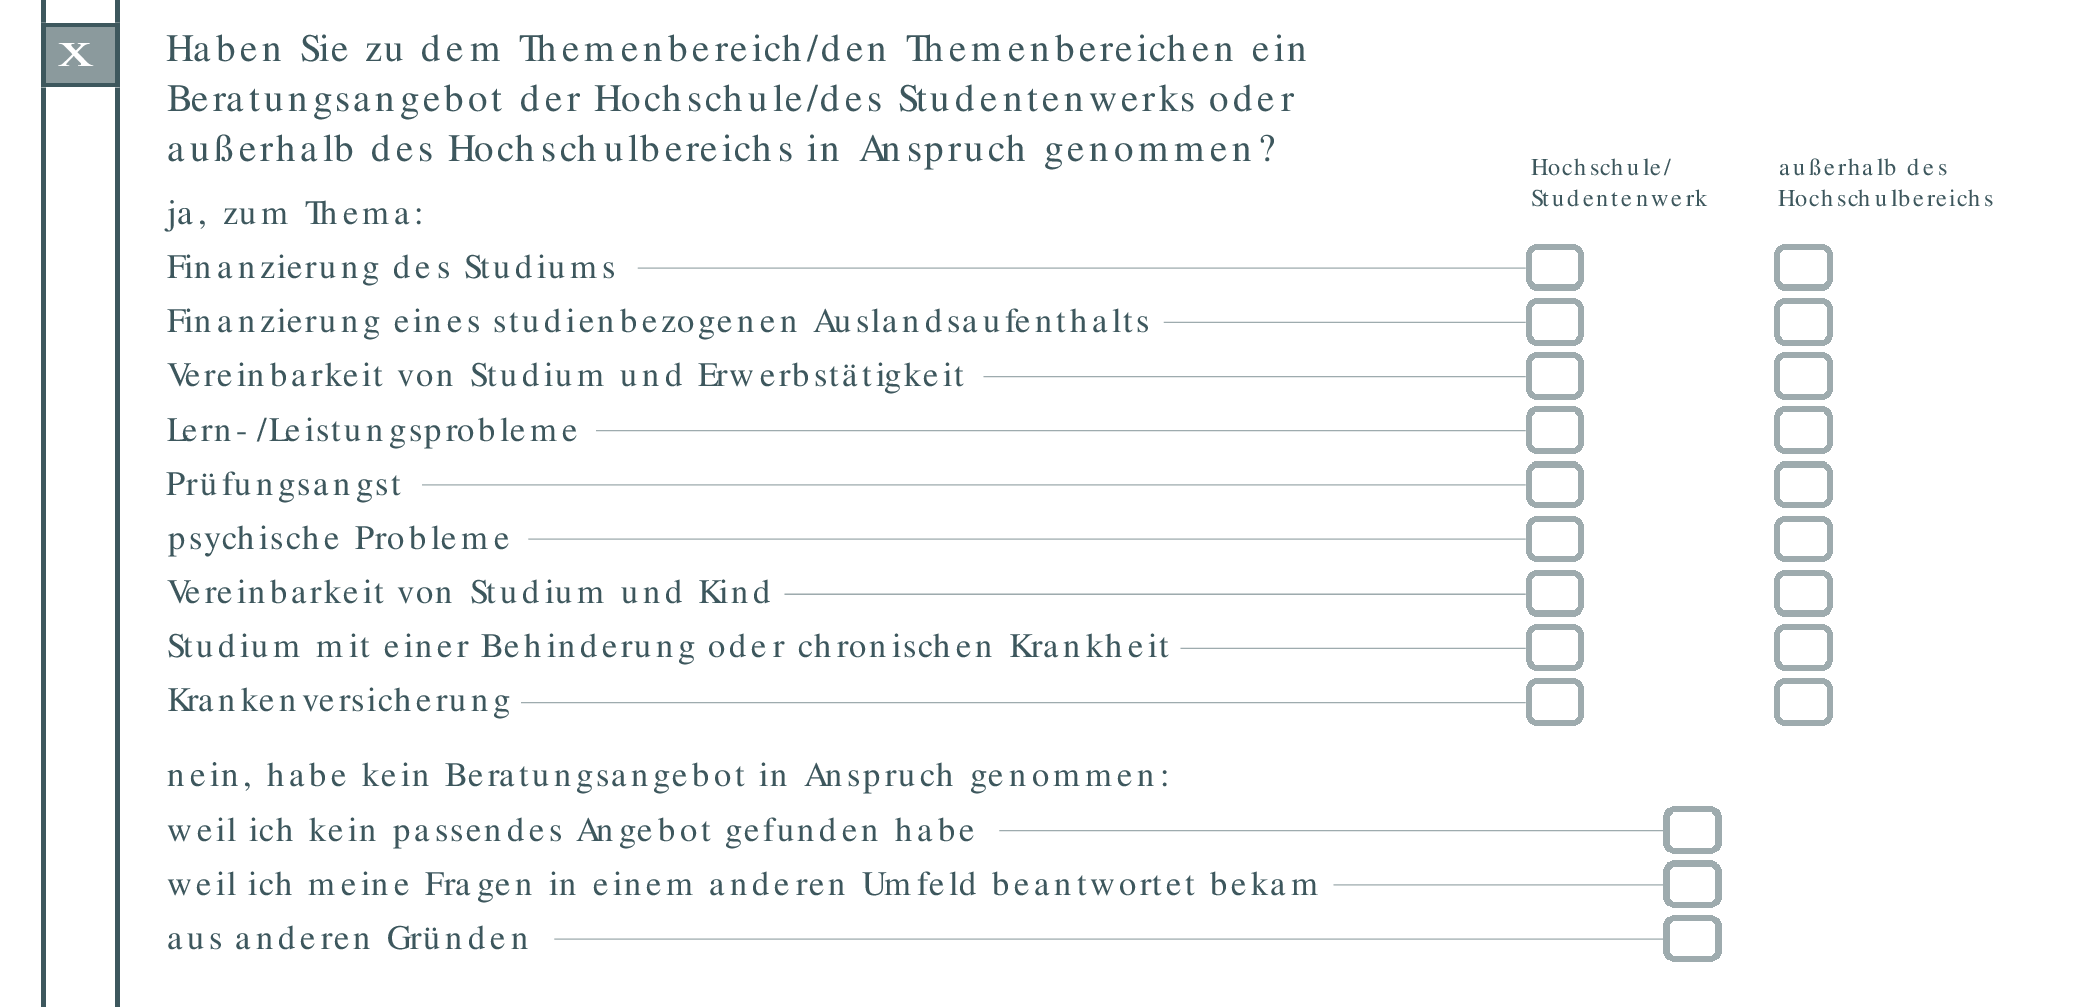 x
Haben Sie zu dem Themenbereich/den Themenbereichen ein
Beratungsangebot der Hochschule/des Studentenwerks oder
außerhalb des Hochschulbereichs in Anspruch genommen?
Hochschule/
Studentenwerk
außerhalb des
Hochschulbereichs
ja, zum Thema:
Finanzierung des Studiums
Finanzierung eines studienbezogenen Auslandsaufenthalts
Vereinbarkeit von Studium und Erwerbstätigkeit
Lern-/Leistungsprobleme
Prüfungsangst
psychische Probleme
Vereinbarkeit von Studium und Kind
Studium mit einer Behinderung oder chronischen Krankheit
Krankenversicherung
nein, habe kein Beratungsangebot in Anspruch genommen:
weil ich kein passendes Angebot gefunden habe
weil ich meine Fragen in einem anderen Umfeld beantwortet bekam
aus anderen Gründen